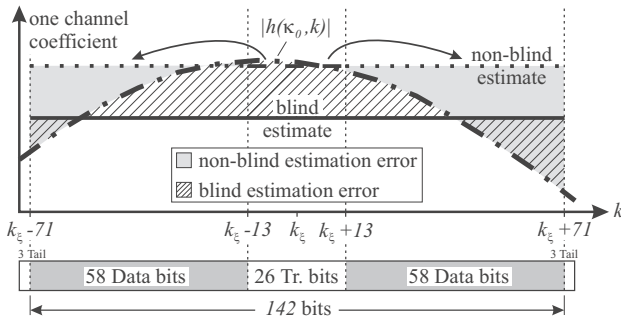 one channel
coefficient
|h(κ₀,k)|
non-blind
estimate
blind
estimate
non-blind estimation error
blind estimation error
k
kξ -71
kξ -13
kξ
kξ +13
kξ +71
3 Tail
3 Tail
58 Data bits
26 Tr. bits
58 Data bits
142 bits